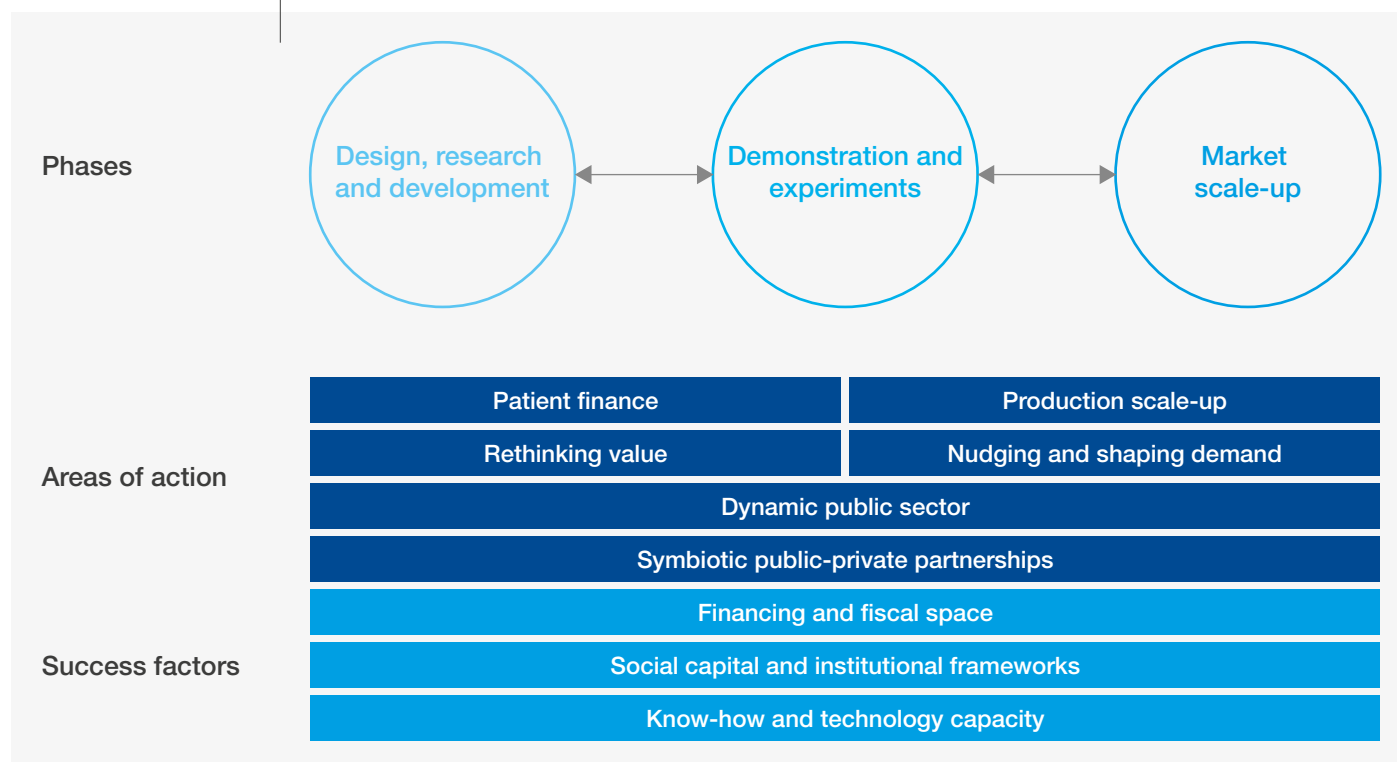 Phases
Design, research
and development
Demonstration and
experiments
Market
scale-up
Areas of action
Patient finance
Production scale-up
Rethinking value
Nudging and shaping demand
Dynamic public sector
Symbiotic public-private partnerships
Success factors
Financing and fiscal space
Social capital and institutional frameworks
Know-how and technology capacity